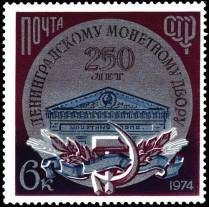 ПОЧТА СССР
ЛЕНИНГРАДСКОМУ МОНЕТНОМУ ДВОРУ
250
ЛЕТ
6к
1974